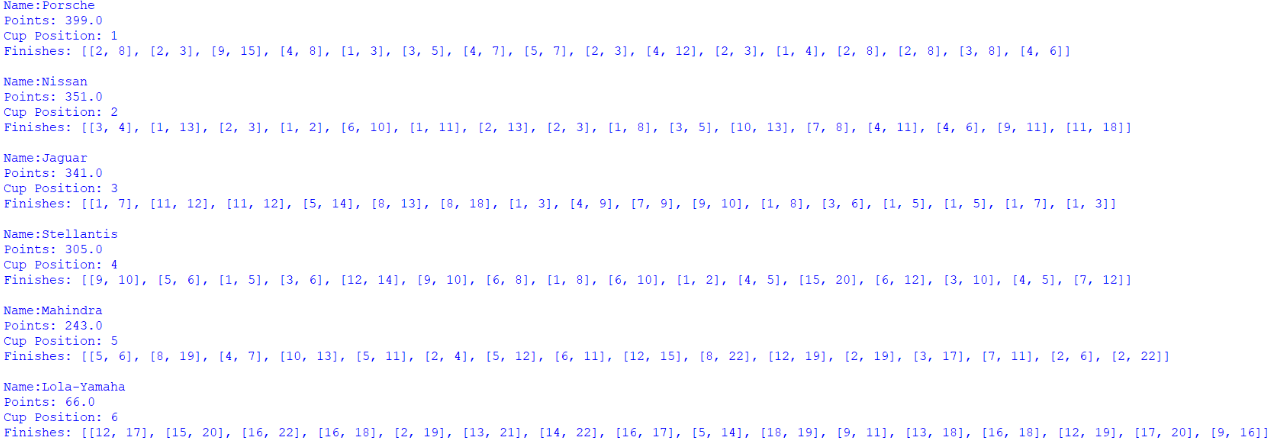 Name:Porsche
Points: 399.0
Cup Position: 1
Finishes: [[2, 8], [2, 3], [9, 15], [4, 8], [1, 3], [3, 5], [4, 7], [5, 7], [2, 3], [4, 12], [2, 3], [1, 4], [2, 8], [2, 8], [3, 8], [4, 6]]
Name:Nissan
Points: 351.0
Cup Position: 2
Finishes: [[3, 4], [1, 13], [2, 3], [1, 2], [6, 10], [1, 11], [2, 13], [2, 3], [1, 8], [3, 5], [10, 13], [7, 8], [4, 11], [4, 6], [9, 11], [11, 18]]
Name:Jaguar
Points: 341.0
Cup Position: 3
Finishes: [[1, 7], [11, 12], [11, 12], [5, 14], [8, 13], [8, 18], [1, 3], [4, 9], [7, 9], [9, 10], [1, 8], [3, 6], [1, 5], [1, 5], [1, 7], [1, 3]]
Name:Stellantis
Points: 305.0
Cup Position: 4
Finishes: [[9, 10], [5, 6], [1, 5], [3, 6], [12, 14], [9, 10], [6, 8], [1, 8], [6, 10], [1, 2], [4, 5], [15, 20], [6, 12], [3, 10], [4, 5], [7, 12]]
Name:Mahindra
Points: 243.0
Cup Position: 5
Finishes: [[5, 6], [8, 19], [4, 7], [10, 13], [5, 11], [2, 4], [5, 12], [6, 11], [12, 15], [8, 22], [12, 19], [2, 19], [3, 17], [7, 11], [2, 6], [2, 22]]
Name:Lola-Yamaha
Points: 66.0
Cup Position: 6
Finishes: [[12, 17], [15, 20], [16, 22], [16, 18], [2, 19], [13, 21], [14, 22], [16, 17], [5, 14], [18, 19], [9, 11], [13, 18], [16, 18], [12, 19], [17, 20], [9, 16]]